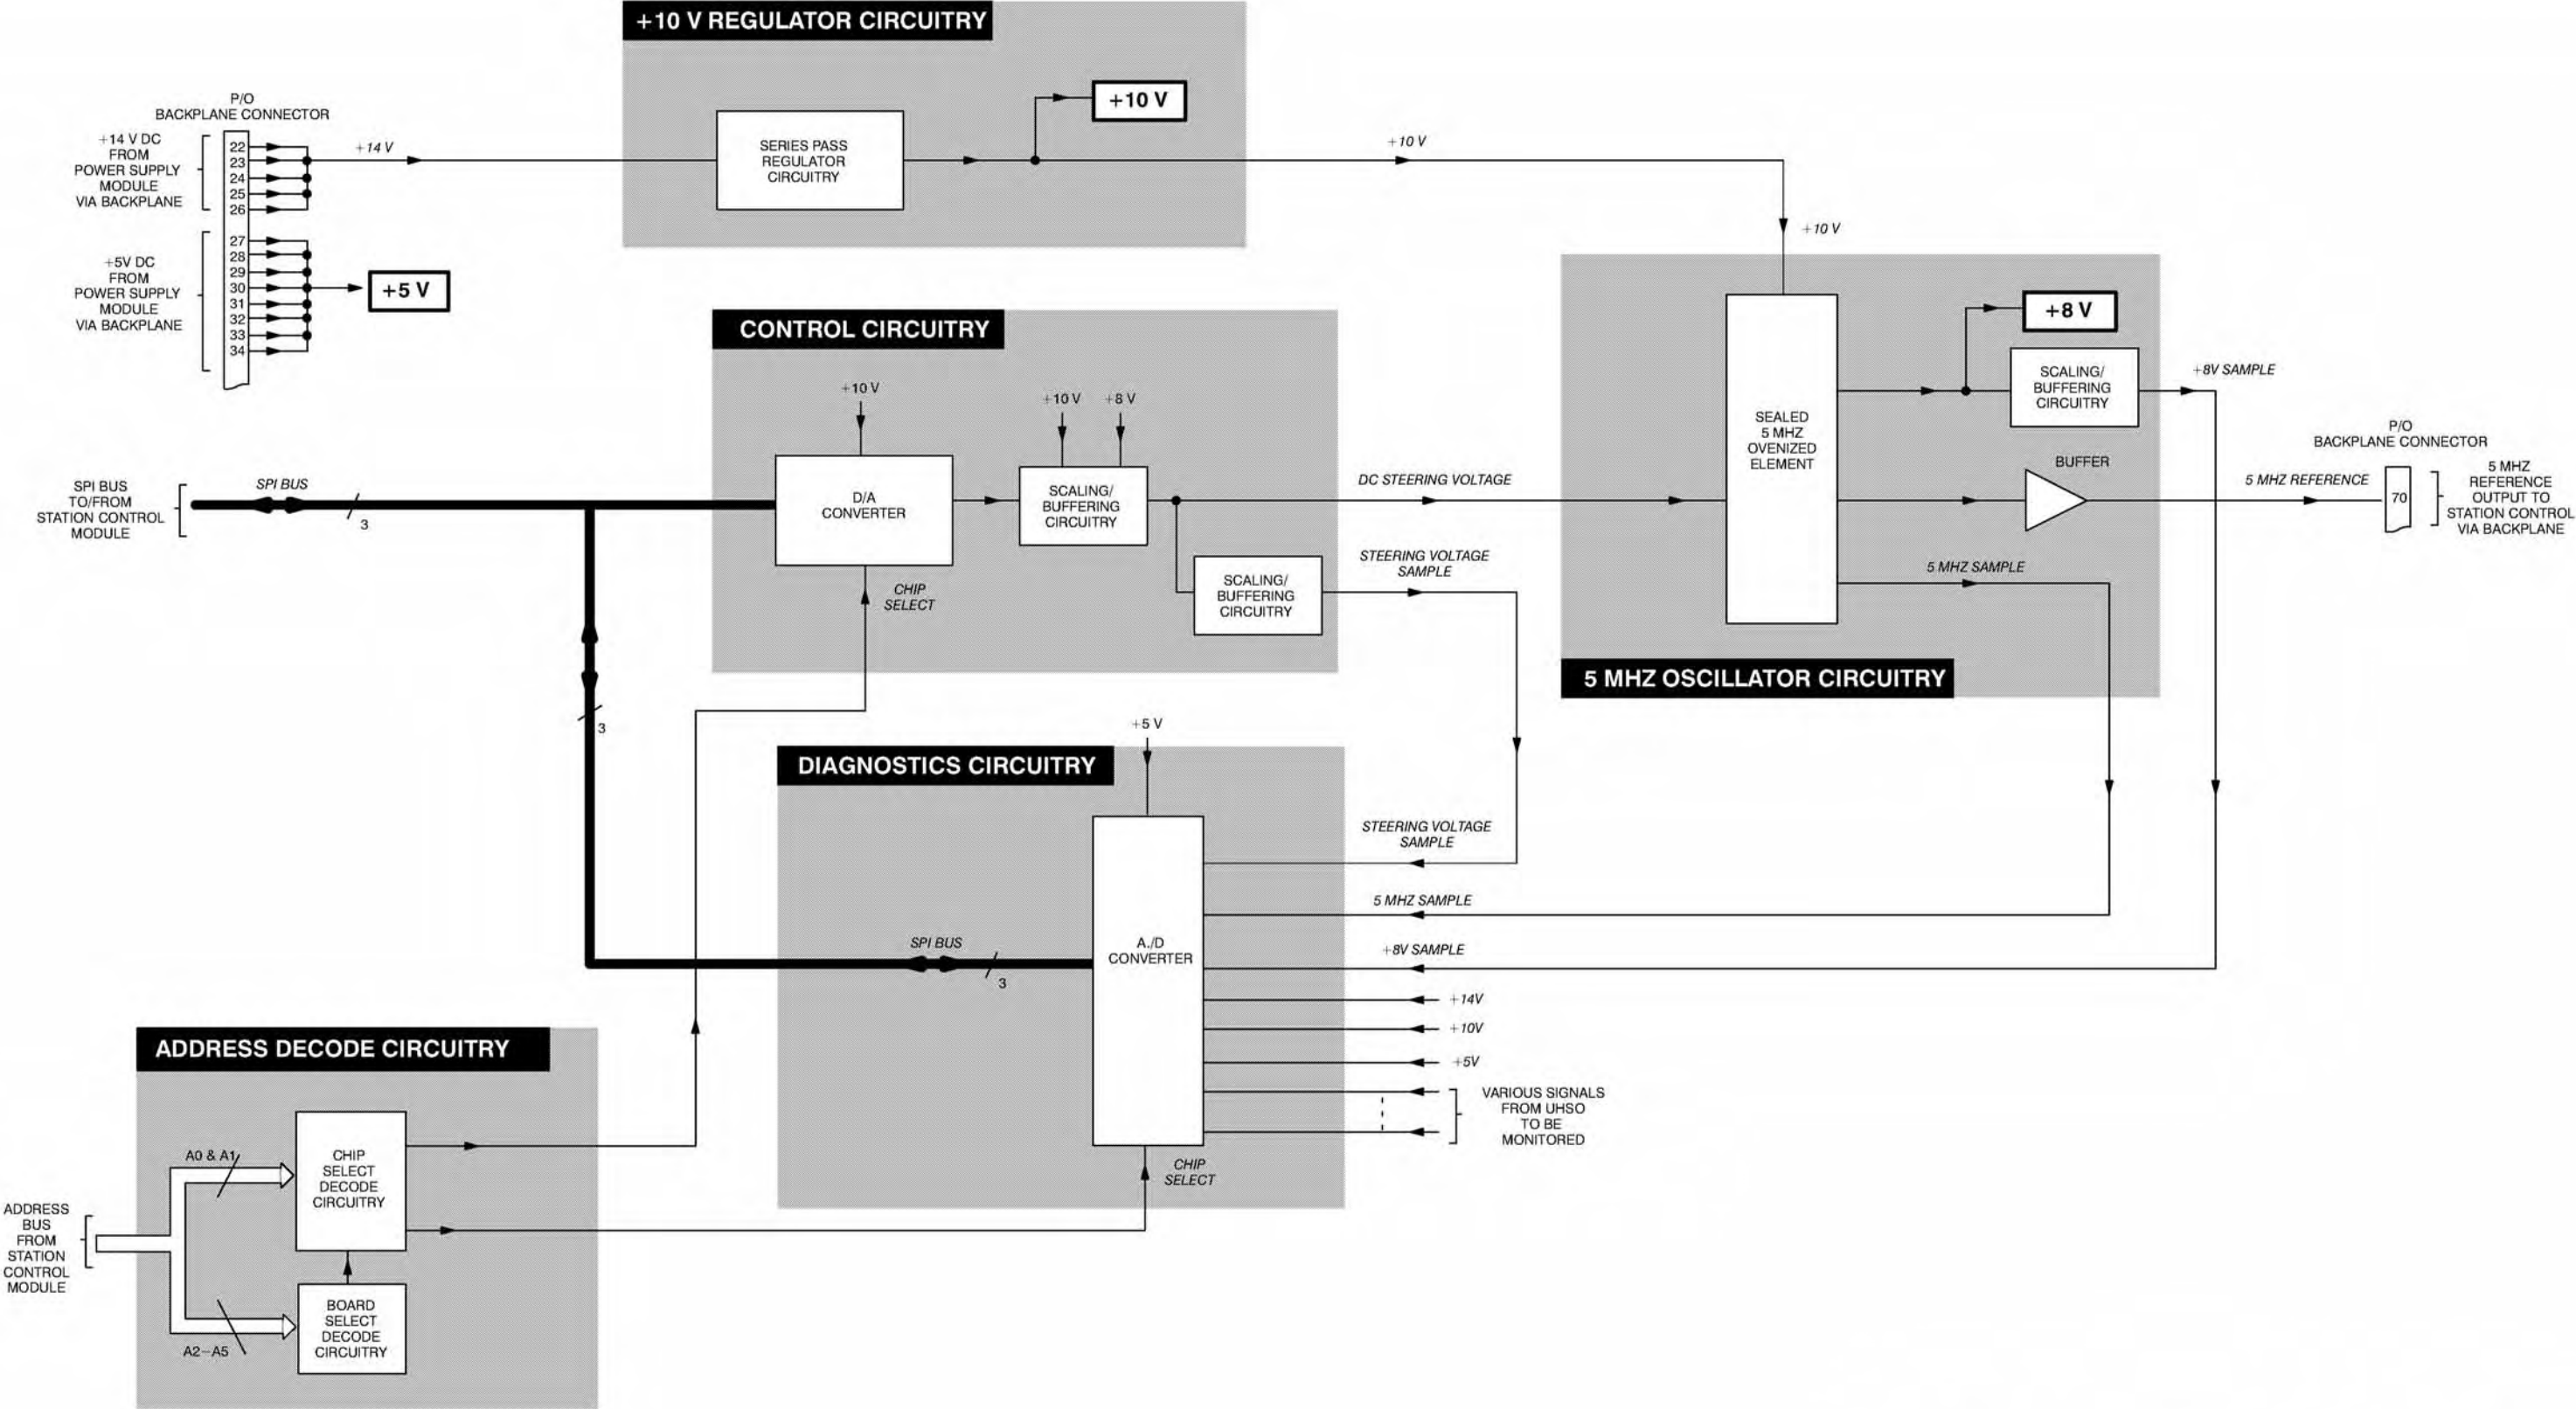 +10 V REGULATOR CIRCUITRY
+10 V
SERIES PASS
REGULATOR
CIRCUITRY
P/O
BACKPLANE CONNECTOR
+14 V DC
FROM
POWER SUPPLY
MODULE
VIA BACKPLANE
22
23
24
25
26
+14 V
+10 V
+10 V
+5V DC
FROM
POWER SUPPLY
MODULE
VIA BACKPLANE
27
28
29
30
31
32
33
34
+5 V
CONTROL CIRCUITRY
+10 V
+10 V
+8 V
D/A
CONVERTER
SCALING/
BUFFERING
CIRCUITRY
SCALING/
BUFFERING
CIRCUITRY
CHIP
SELECT
SPI BUS
TO/FROM
STATION CONTROL
MODULE
SPI BUS
3
3
DC STEERING VOLTAGE
STEERING VOLTAGE
SAMPLE
SEALED
5 MHZ
OVENIZED
ELEMENT
+8 V
SCALING/
BUFFERING
CIRCUITRY
+8V SAMPLE
BUFFER
5 MHZ SAMPLE
5 MHZ OSCILLATOR CIRCUITRY
5 MHZ REFERENCE
P/O
BACKPLANE CONNECTOR
70
5 MHZ
REFERENCE
OUTPUT TO
STATION CONTROL
VIA BACKPLANE
DIAGNOSTICS CIRCUITRY
+5 V
A./D
CONVERTER
SPI BUS
3
STEERING VOLTAGE
SAMPLE
5 MHZ SAMPLE
+8V SAMPLE
+14V
+10V
+5V
VARIOUS SIGNALS
FROM UHSO
TO BE
MONITORED
CHIP
SELECT
ADDRESS DECODE CIRCUITRY
A0 & A1
CHIP
SELECT
DECODE
CIRCUITRY
ADDRESS
BUS
FROM
STATION
CONTROL
MODULE
A2–A5
BOARD
SELECT
DECODE
CIRCUITRY